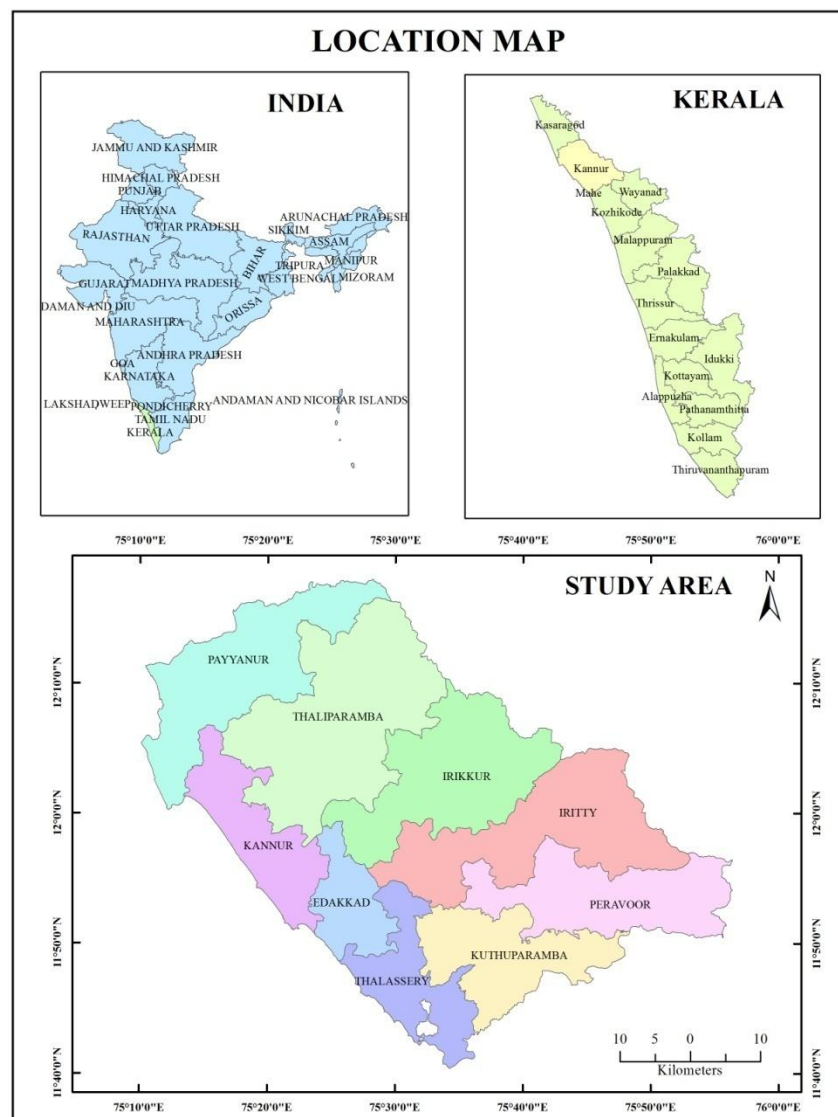 LOCATION MAP
INDIA
JAMMU AND KASHMIR
HIMACHAL PRADESH
PUNJAB
HARYANA
UTTAR PRADESH
RAJASTHAN
ARUNACHAL PRADESH
SIKKIM
ASSAM
BIHAR
MANIPUR
TRIPURA
WEST BENGAL
MIZORAM
GUJARAT
MADHYA PRADESH
DAMAN AND DIU
ORISSA
MAHARASHTRA
ANDHRA PRADESH
GOA
KARNATAKA
LAKSHADWEEP
PONDICHERRY
ANDAMAN AND NICOBAR ISLANDS
TAMIL NADU
KERALA
KERALA
Kasaragod
Kannur
Mahe
Wayanad
Kozhikode
Malappuram
Palakkad
Thrissur
Ernakulam
Idukki
Kottayam
Alappuzha
Pathanamthitta
Kollam
Thiruvananthapuram
75°10'0"E 75°20'0"E 75°30'0"E 75°40'0"E 75°50'0"E 76°0'0"E
STUDY AREA
N
12°10'0"N
12°10'0"N
PAYYANUR
THALIPARAMBA
IRIKKUR
12°0'0"N
12°0'0"N
IRITTY
KANNUR
EDAKKAD
PERAVOOR
11°50'0"N
11°50'0"N
KUTHUPARAMBA
THALASSERY
10 5 0 10
Kilometers
11°40'0"N
11°40'0"N
75°10'0"E 75°20'0"E 75°30'0"E 75°40'0"E 75°50'0"E 76°0'0"E